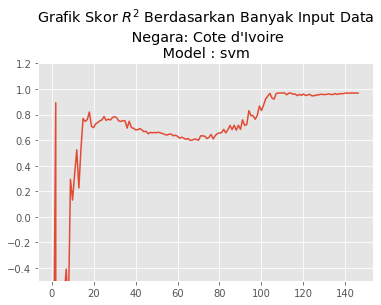 Grafik Skor R² Berdasarkan Banyak Input Data
Negara: Cote d'Ivoire
Model : svm
1.2
1.0
0.8
0.6
0.4
0.2
0.0
−0.2
−0.4
0 20 40 60 80 100 120 140